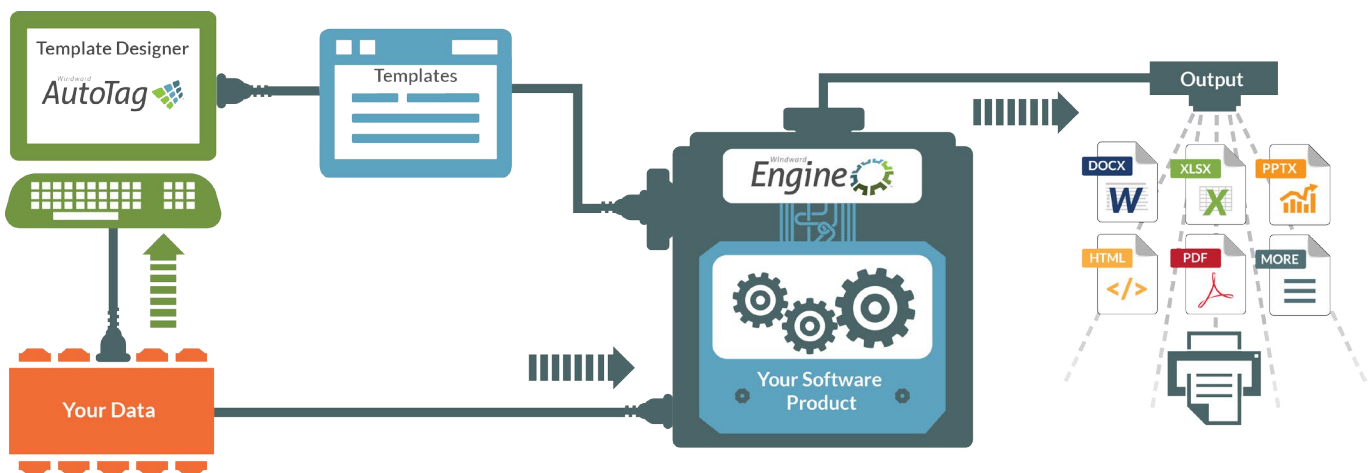 Template Designer
Windward
AutoTag
Templates
Your Data
Windward
Engine
Your Software
Product
Output
DOCX
W
XLSX
X
PPTX
HTML
</>
PDF
MORE